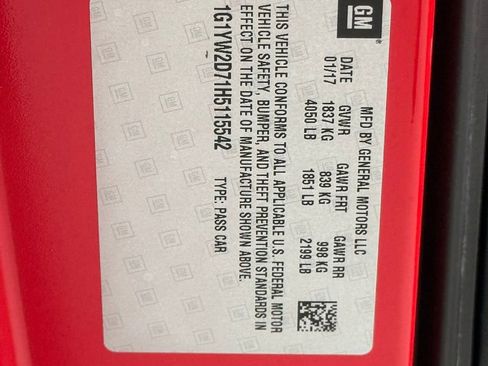 GM
MFD BY GENERAL MOTORS LLC
DATE GVWR GAWR FRT GAWR RR
01/17 1837 KG 839 KG 998 KG
4050 LB 1851 LB 2199 LB
THIS VEHICLE CONFORMS TO ALL APPLICABLE U.S. FEDERAL MOTOR
VEHICLE SAFETY, BUMPER, AND THEFT PREVENTION STANDARDS IN
EFFECT ON THE DATE OF MANUFACTURE SHOWN ABOVE.
1G1YW2D71H5115542 TYPE: PASS CAR